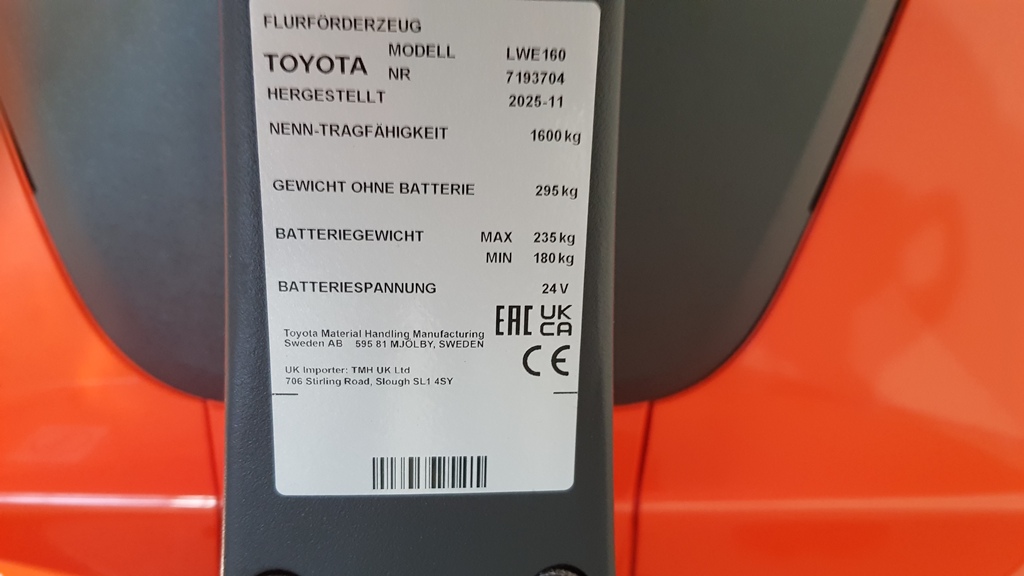 FLURFÖRDERZEUG
TOYOTA MODELL LWE160
NR 7193704
HERGESTELLT 2025-11
NENN-TRAGFÄHIGKEIT 1600 kg
GEWICHT OHNE BATTERIE 295 kg
BATTERIEGEWICHT MAX 235 kg
MIN 180 kg
BATTERIESPANNUNG 24 V
EAC UK CA
Toyota Material Handling Manufacturing
Sweden AB 595 81 MJÖLBY, SWEDEN
CE
UK Importer: TMH UK Ltd
706 Stirling Road, Slough SL1 4SY